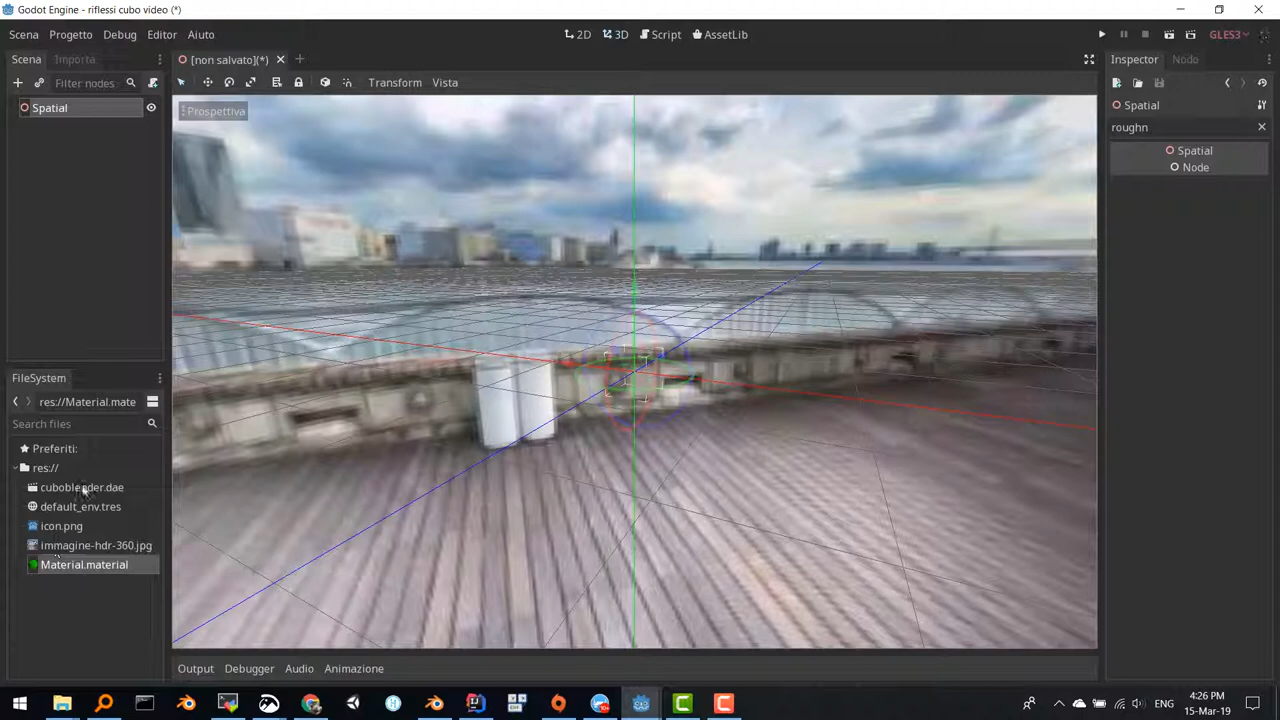 Godot Engine - riflessi cubo video (*)
Scena Progetto Debug Editor Aiuto
2D 3D Script AssetLib
GLES3
Scena Importa
[non salvato](*)
Inspector Nodo
Filter nodes
Transform Vista
Spatial
Prospettiva
Spatial
roughn
Spatial
Node
FileSystem
res://Material.mate
Search files
Preferiti:
res://
cuboblender.dae
default_env.tres
icon.png
immagine-hdr-360.jpg
Material.material
Output Debugger Audio Animazione
10+
ENG
4:26 PM
15-Mar-19